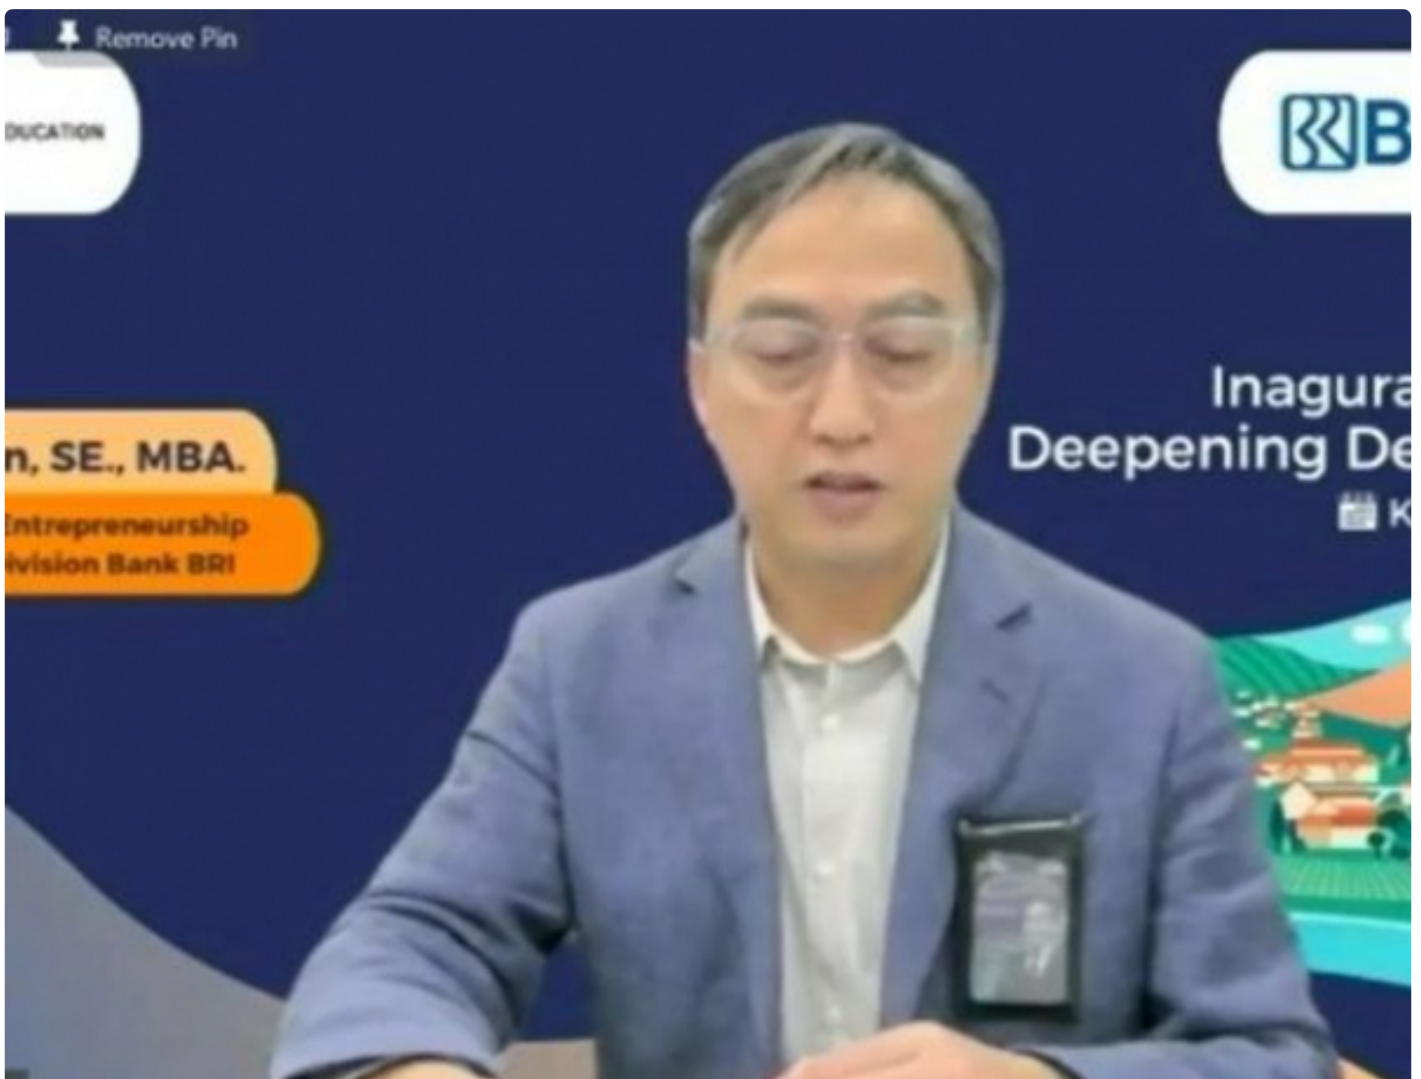 Remove Pin
DUCATION
B
n, SE., MBA.
Entrepreneurship
ivision Bank BRI
Inagura
Deepening De
K